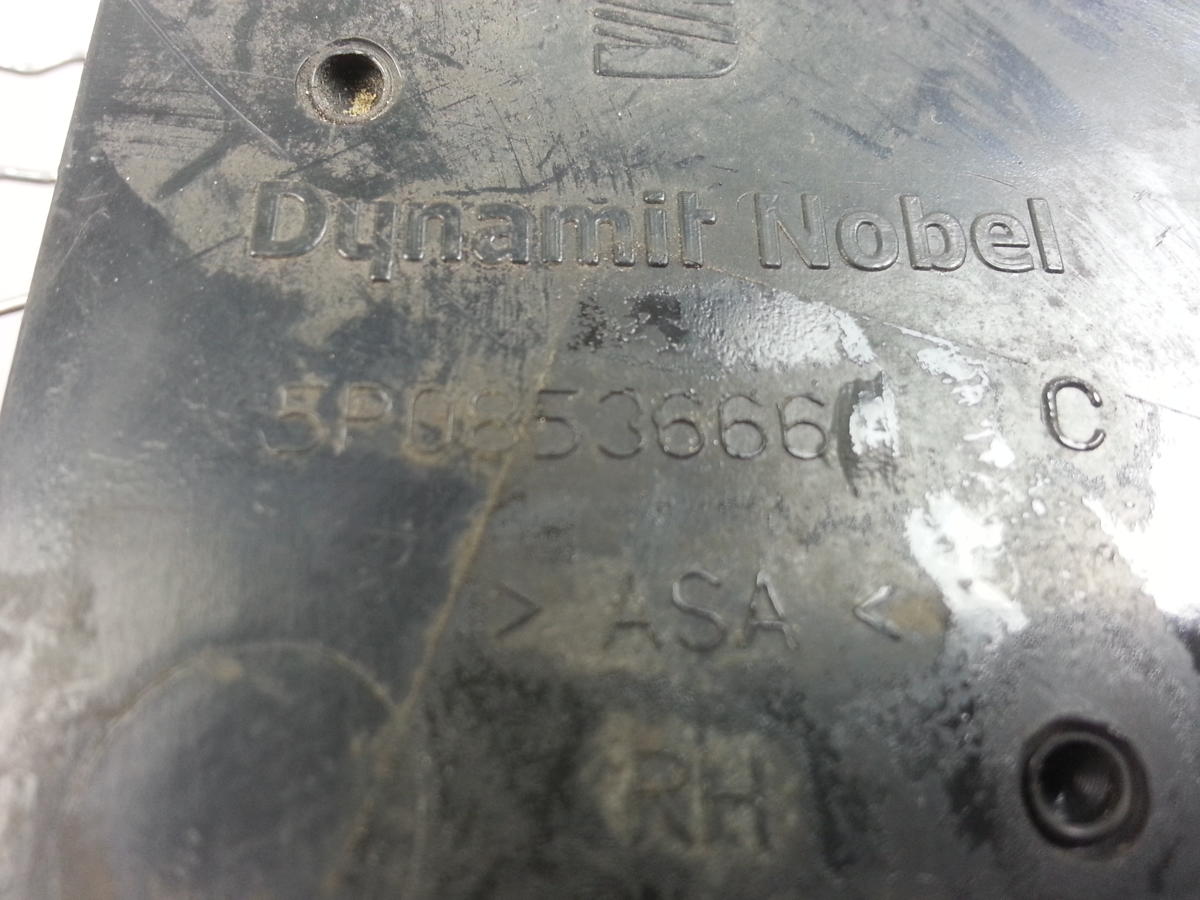 Dynamit Nobel
5P0853666 C
> ASA <
RH